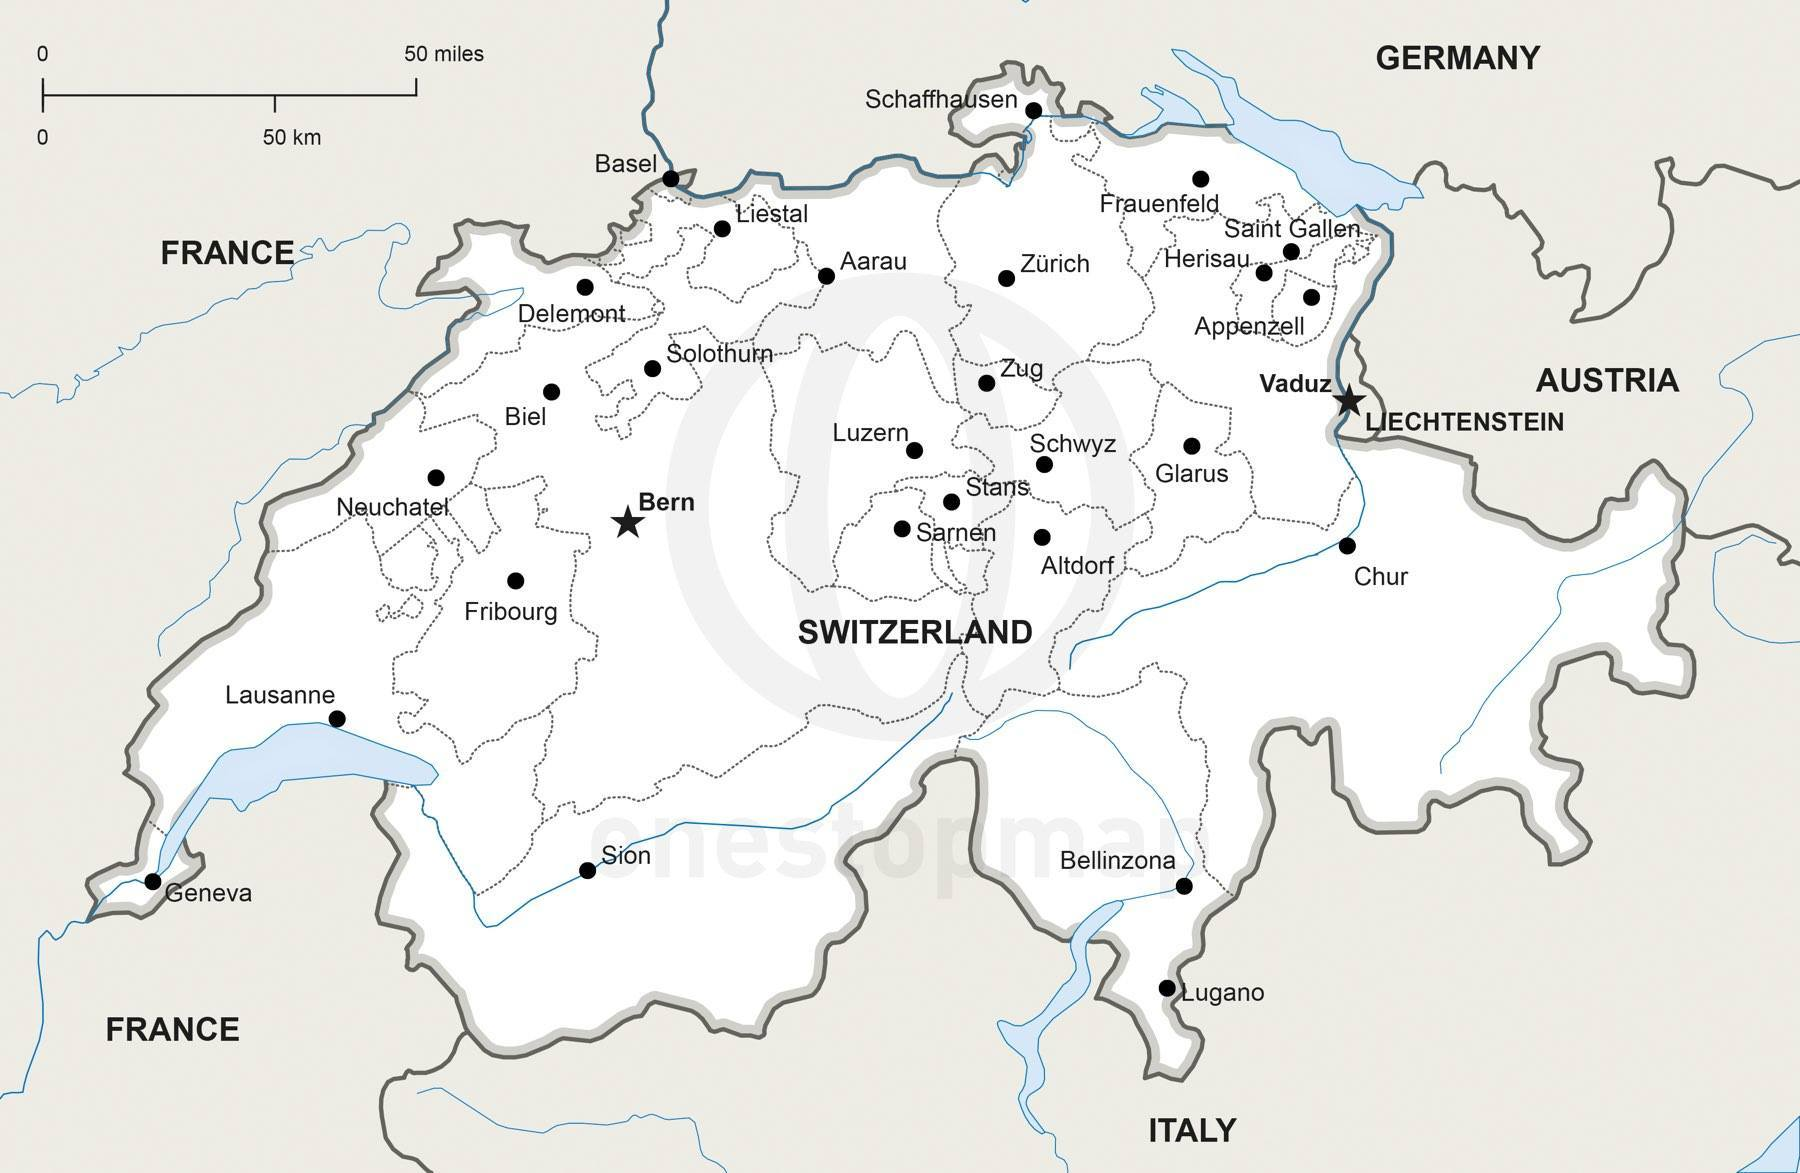 0
50 miles
0
50 km
GERMANY
Schaffhausen
Basel
Liestal
Frauenfeld
Saint Gallen
FRANCE
Aarau
Zürich
Herisau
Delemont
Appenzell
Solothurn
Zug
Vaduz
AUSTRIA
Biel
LIECHTENSTEIN
Luzern
Schwyz
Glarus
Neuchatel
Bern
Stans
Sarnen
Altdorf
Chur
Fribourg
SWITZERLAND
Lausanne
onestopmap
Sion
Bellinzona
Geneva
Lugano
FRANCE
ITALY